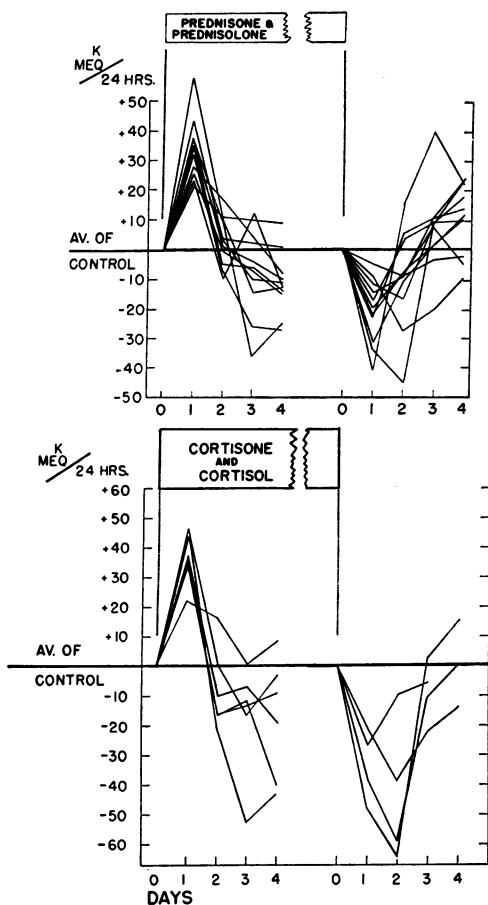 PREDNISONE &
PREDNISOLONE
K
MEQ/24 HRS.
+50
+40
+30
+20
+10
AV. OF
CONTROL
-10
-20
-30
-40
-50
0 1 2 3 4 0 1 2 3 4
K
MEQ/24 HRS.
CORTISONE
AND
CORTISOL
+60
+50
+40
+30
+20
+10
AV. OF
CONTROL
-10
-20
-30
-40
-50
-60
0 1 2 3 4 0 1 2 3 4
DAYS